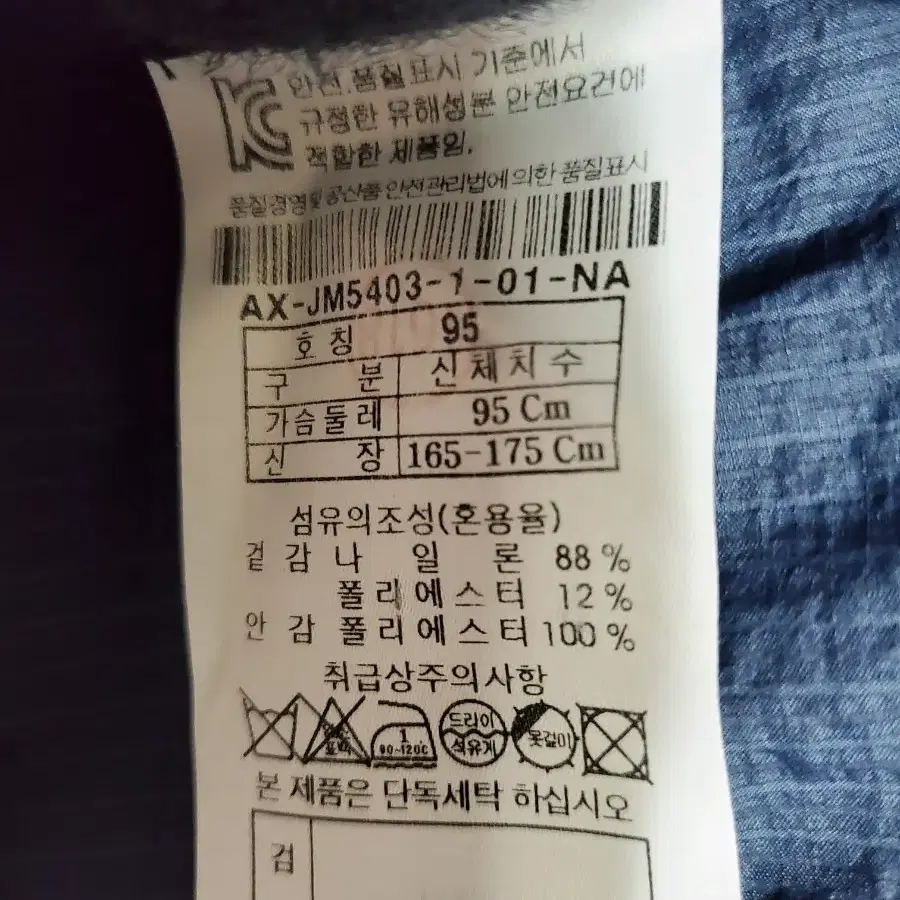 안전.품질표시 기준에서
규정한 유해성분 안전요건에
적합한 제품임.
품질경영및공산품안전관리법에의한 품질표시
AX-JM5403-1-01-NA
호칭 95
구 분 신체치수
가슴둘레 95 Cm
신 장 165-175 Cm
섬유의조성(혼용율)
겉감 나일론 88 %
폴리에스터 12 %
안감 폴리에스터 100 %
취급상주의사항
표백 1 80~120C 드라이 석유계 옷걸이
본 제품은 단독세탁 하십시오
검